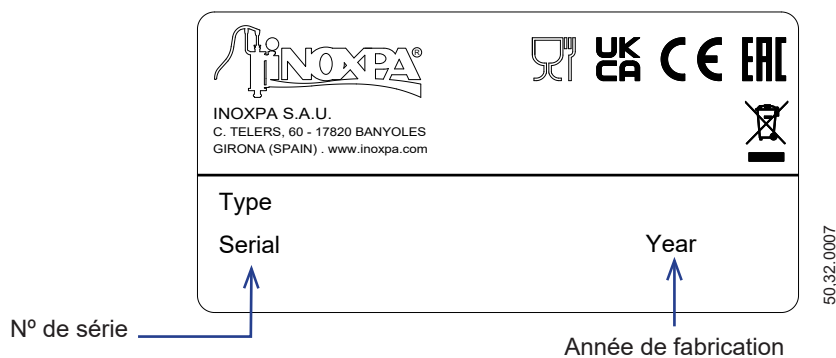 INOXPA®
UK CA CE EAC
INOXPA S.A.U.
C. TELERS, 60 - 17820 BANYOLES
GIRONA (SPAIN) . www.inoxpa.com
Type
Serial
Year
50.32.0007
Nº de série
Année de fabrication